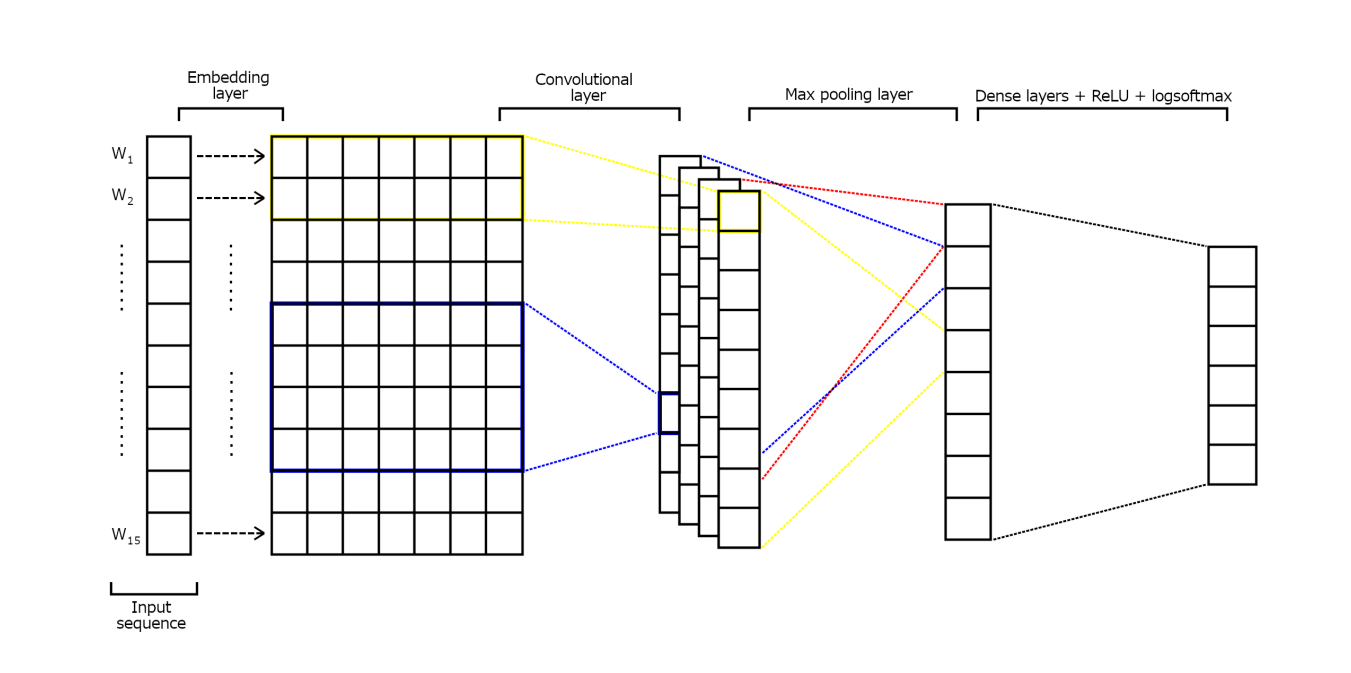 Embedding
layer
Convolutional
layer
Max pooling layer
Dense layers + ReLU + logsoftmax
W₁
W₂
W₁₅
Input
sequence